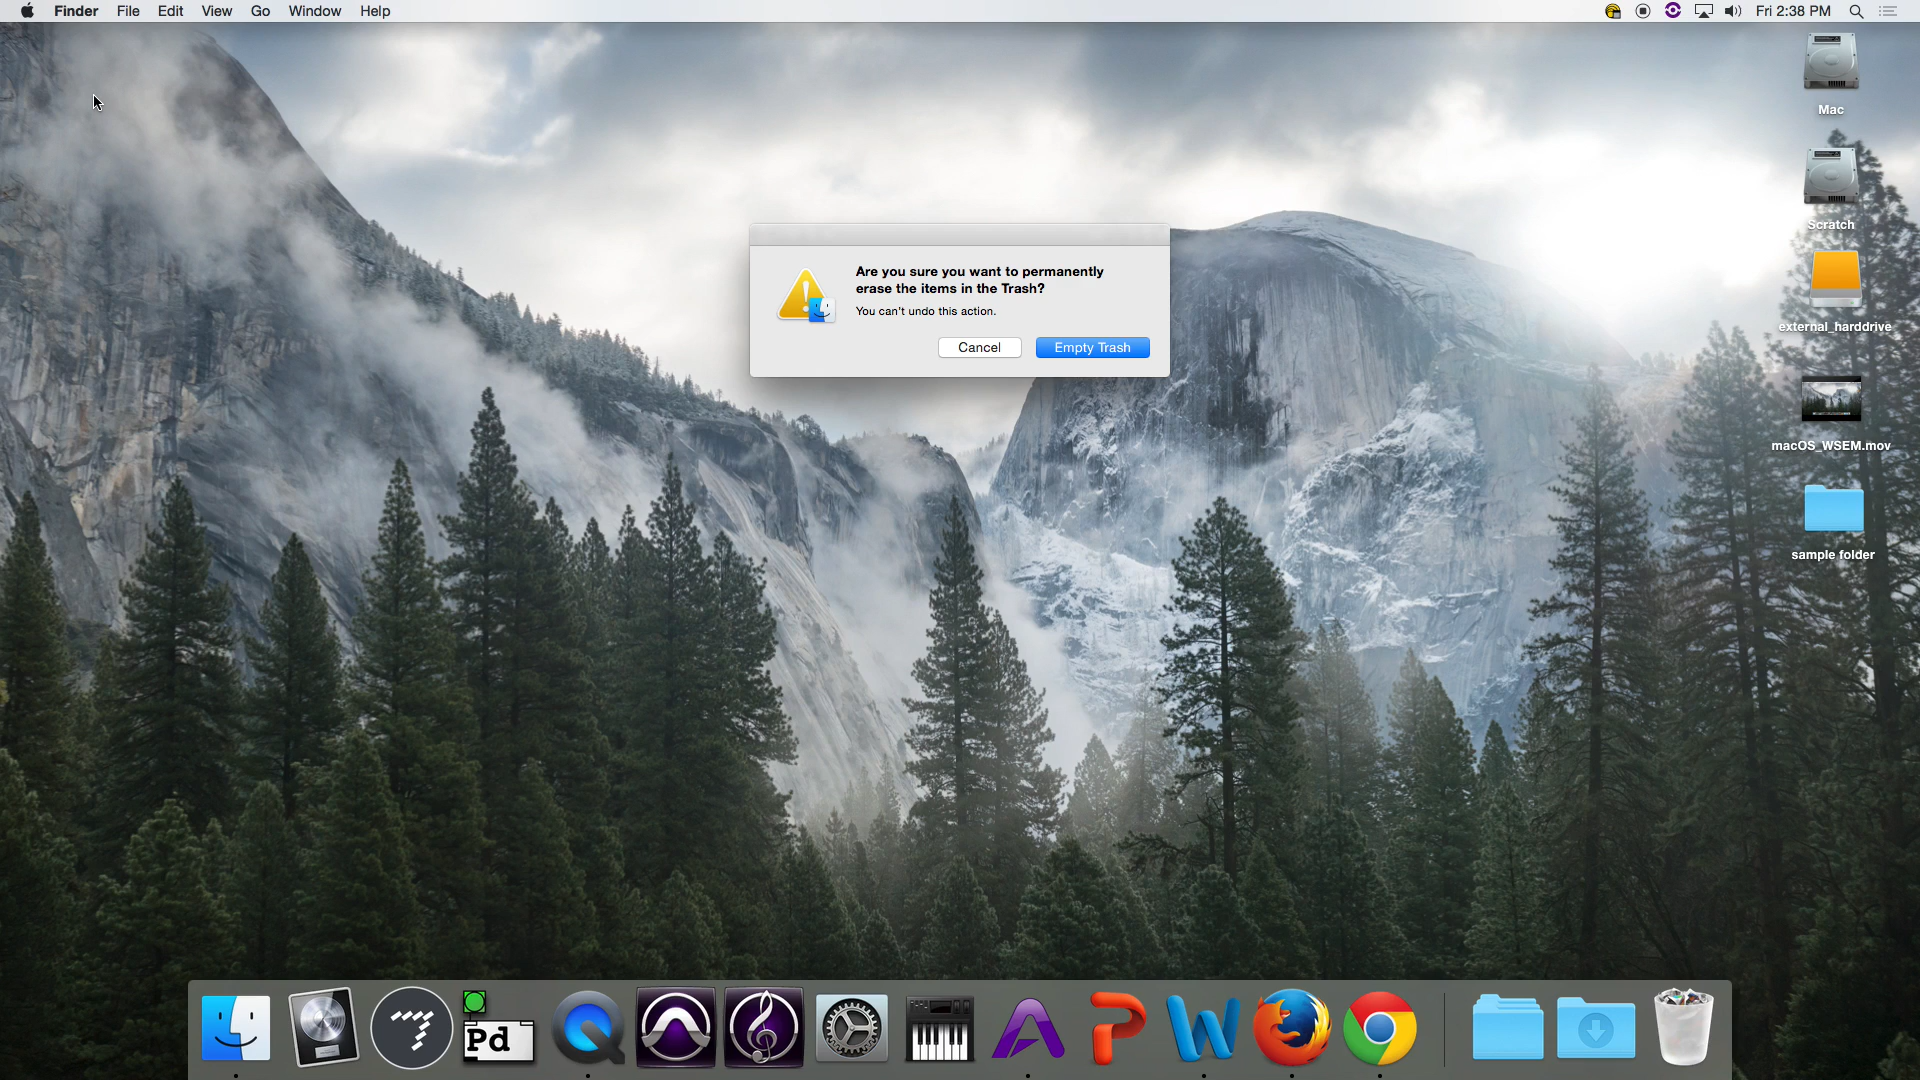 Finder File Edit View Go Window Help
Fri 2:38 PM
Mac
Scratch
Are you sure you want to permanently
erase the items in the Trash?
You can't undo this action.
Cancel Empty Trash
external_harddrive
macOS_WSEM.mov
sample folder
Pd